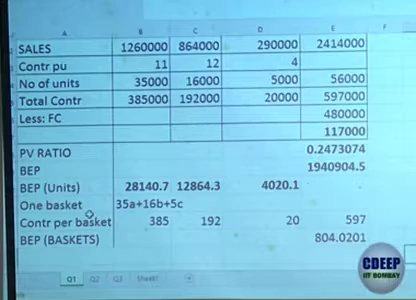 A B C D E F
SALES 1260000 864000 290000 2414000
Contr pu 11 12 4
No of units 35000 16000 5000 56000
Total Contr 385000 192000 20000 597000
Less: FC 480000
117000
PV RATIO 0.2473074
BEP 1940904.5
BEP (Units) 28140.7 12864.3 4020.1
One basket 35a+16b+5c
Contr per basket 385 192 20 597
BEP (BASKETS) 804.0201
Q1 Q2 Q3 Sheet1
CDEEP
IIT BOMBAY